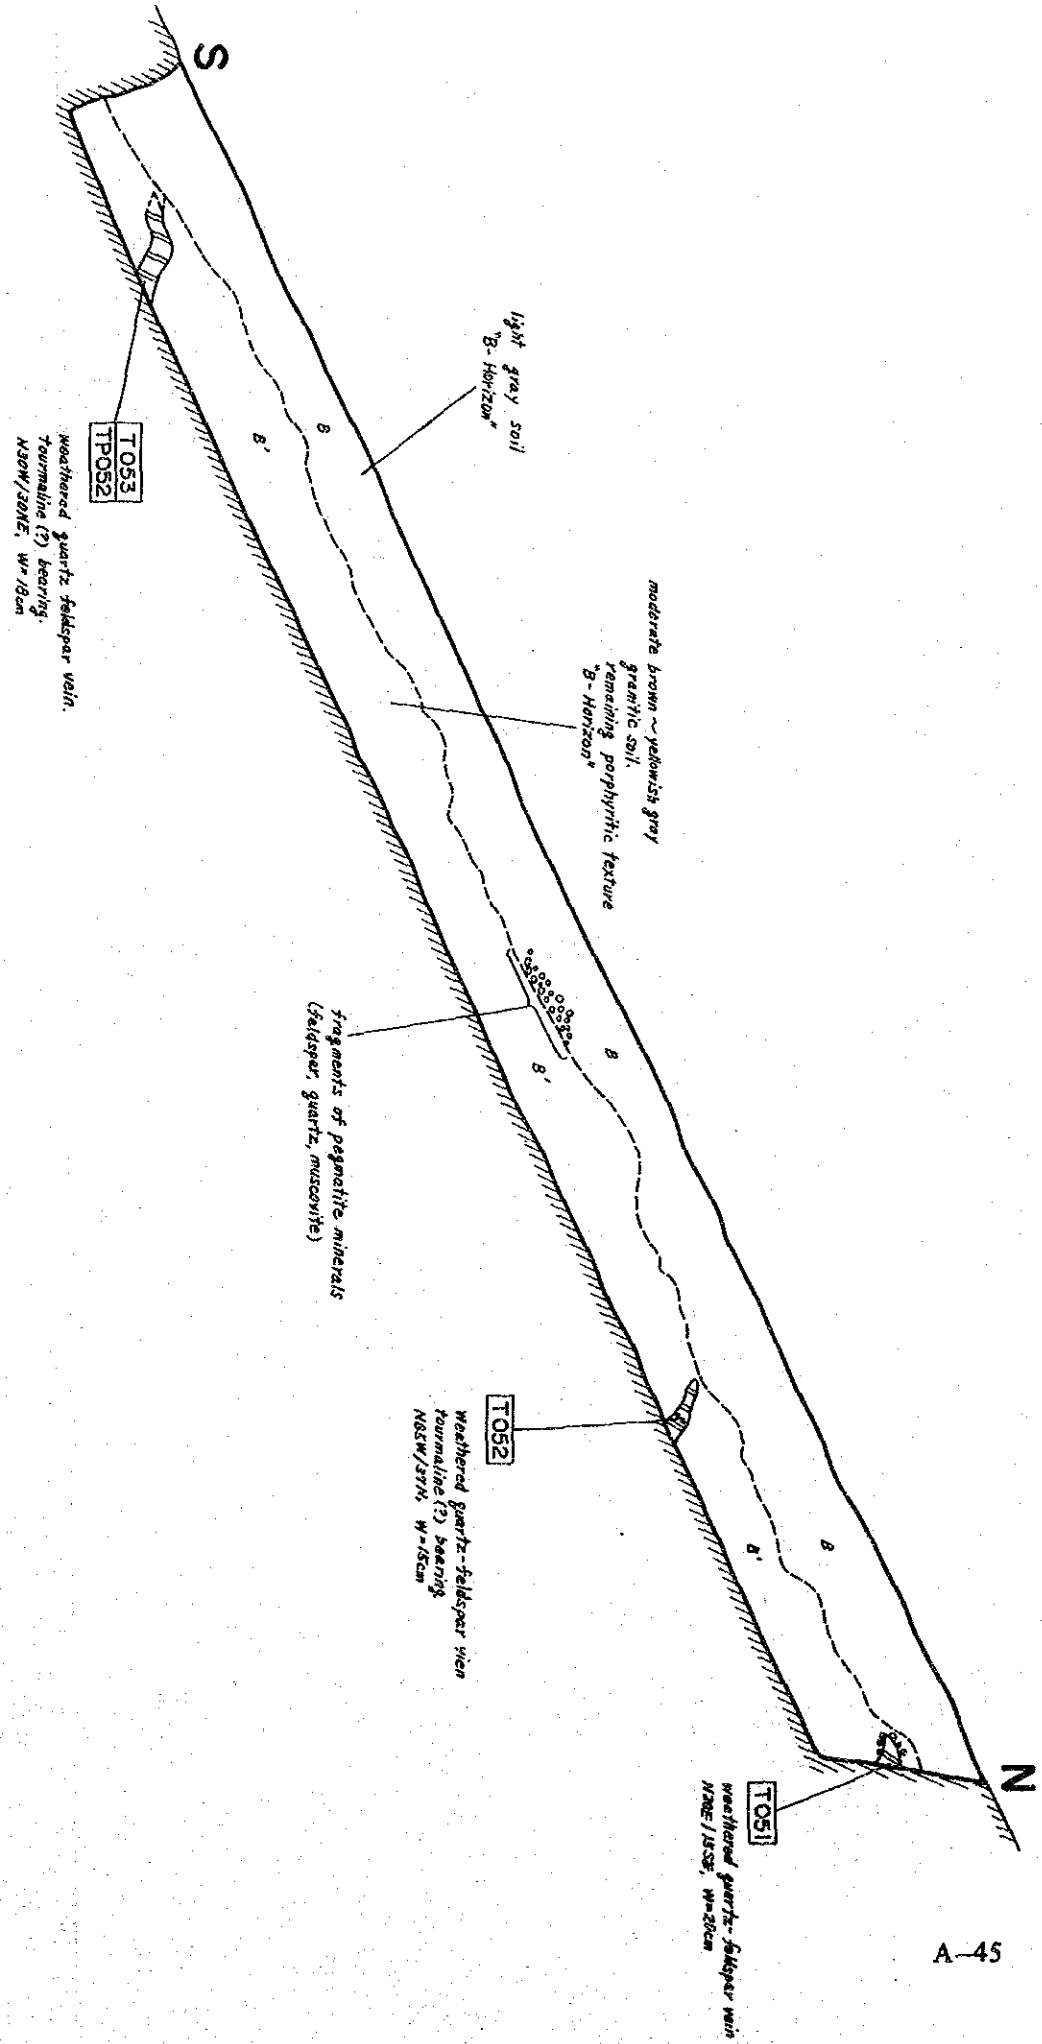 S
N
light gray soil
"B-Horizon"
moderate brown ~ yellowish gray
granitic soil.
remaining porphyritic texture
"B-Horizon"
B
B'
B
B'
B
B'
T053
TP052
weathered quartz feldspar vein.
tourmaline (?) bearing.
N30W/30NE, W=18cm
fragments of pegmatite minerals
(feldspar, quartz, muscovite)
T052
Weathered quartz-feldspar vien
tourmaline (?) bearing
W=15cm
T051
weathered quartz-feldspar vein
W=20cm
A-45